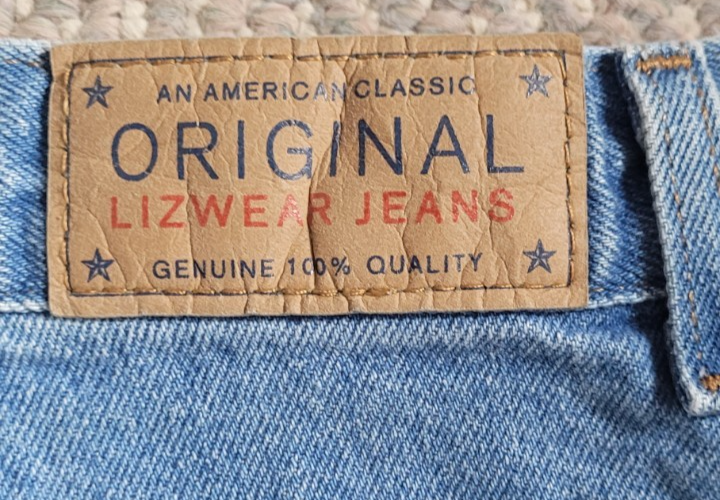 AN AMERICAN CLASSIC
ORIGINAL
LIZWEAR JEANS
GENUINE 100% QUALITY